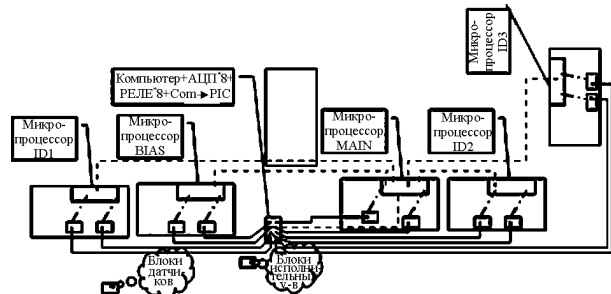 Микро-
процессор
ID3
Компьютер+АЦП*8+
РЕЛЕ*8+Com→PIC
Микро-
процессор
ID1
Микро-
процессор
BIAS
Микро-
процессор,
MAIN
Микро-
процессор
ID2
Блоки
датчи-
ков
Блоки
исполни-
тельных
у-в